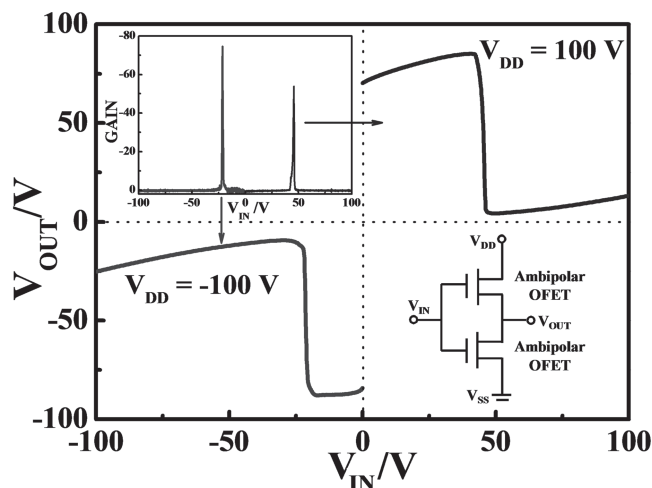 V_OUT/V
100
50
0
-50
-100
-100
-50
0
50
100
V_IN/V
GAIN
-80
-60
-40
-20
0
-100
-50
0
50
100
V_IN/V
V_DD = 100 V
V_DD = -100 V
V_DD
Ambipolar
OFET
V_IN
V_OUT
Ambipolar
OFET
V_SS